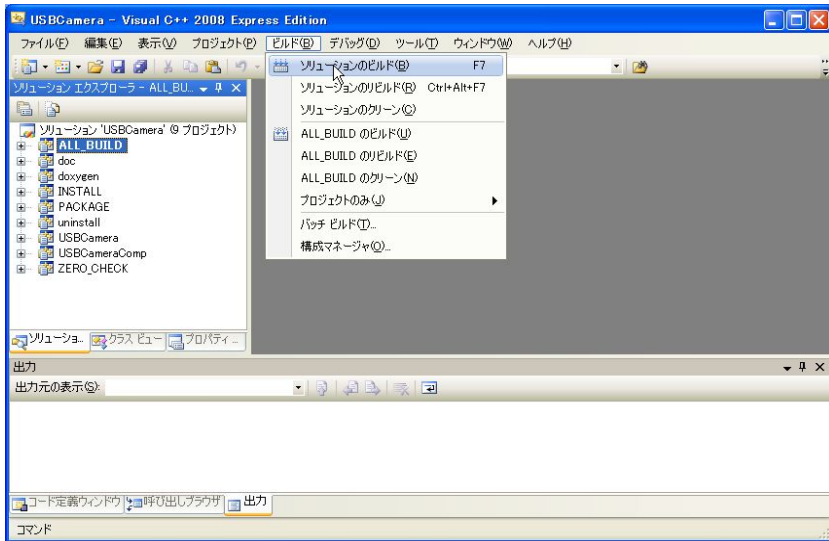 USBCamera - Visual C++ 2008 Express Edition
ファイル(F) 編集(E) 表示(V) プロジェクト(P) ビルド(B) デバッグ(D) ツール(T) ウィンドウ(W) ヘルプ(H)
ソリューションのビルド(B) F7
ソリューションのリビルド(R) Ctrl+Alt+F7
ソリューションのクリーン(C)
ALL_BUILD のビルド(U)
ALL_BUILD のリビルド(E)
ALL_BUILD のクリーン(N)
プロジェクトのみ(J)
バッチ ビルド(T)...
構成マネージャ(O)...
ソリューション エクスプローラ - ALL_BU...
ソリューション 'USBCamera' (9 プロジェクト)
ALL_BUILD
doc
doxygen
INSTALL
PACKAGE
uninstall
USBCamera
USBCameraComp
ZERO_CHECK
ソリューショ... クラス ビュー プロパティ ...
出力
出力元の表示(S):
コード定義ウィンドウ 呼び出しブラウザ 出力
コマンド